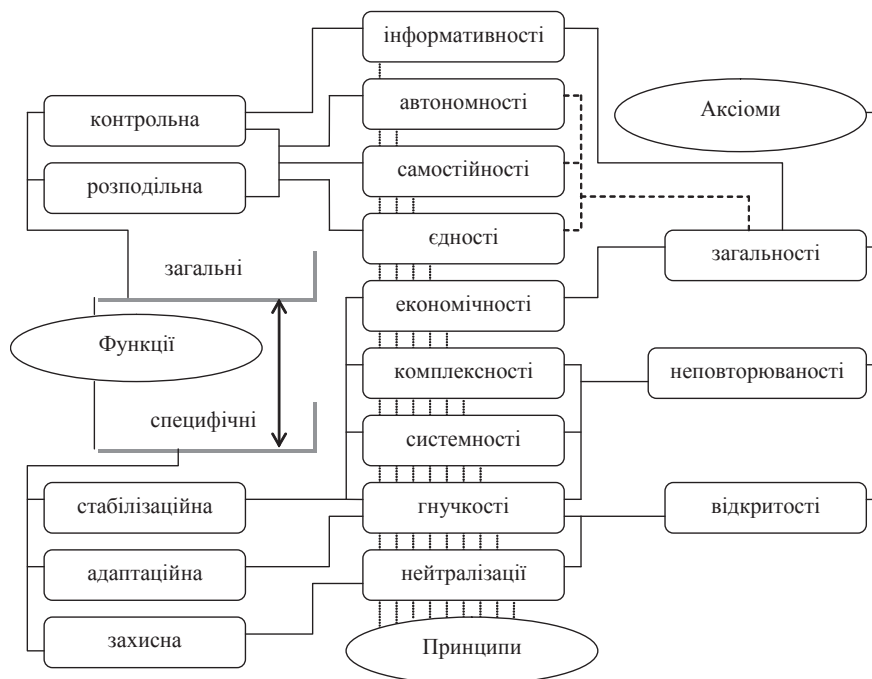 інформативності
автономності
Аксіоми
контрольна
самостійності
розподільна
єдності
загальності
загальні
економічності
Функції
комплексності
неповторюваності
специфічні
системності
стабілізаційна
гнучкості
відкритості
адаптаційна
нейтралізації
захисна
Принципи